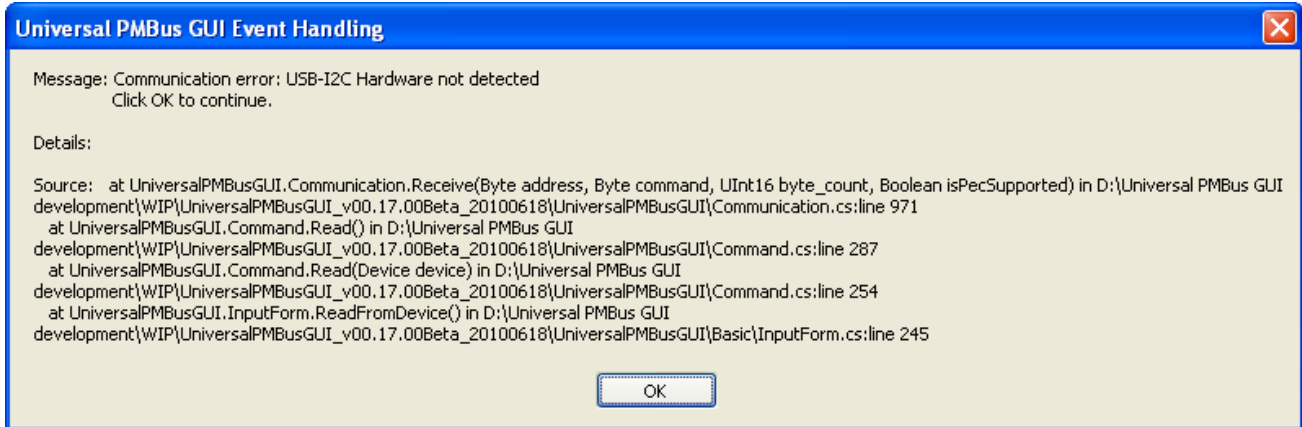 Universal PMBus GUI Event Handling
Message: Communication error: USB-I2C Hardware not detected
Click OK to continue.
Details:
Source: at UniversalPMBusGUI.Communication.Receive(Byte address, Byte command, UInt16 byte_count, Boolean isPecSupported) in D:\Universal PMBus GUI
development\WIP\UniversalPMBusGUI_v00.17.00Beta_20100618\UniversalPMBusGUI\Communication.cs:line 971
at UniversalPMBusGUI.Command.Read() in D:\Universal PMBus GUI
development\WIP\UniversalPMBusGUI_v00.17.00Beta_20100618\UniversalPMBusGUI\Command.cs:line 287
at UniversalPMBusGUI.Command.Read(Device device) in D:\Universal PMBus GUI
development\WIP\UniversalPMBusGUI_v00.17.00Beta_20100618\UniversalPMBusGUI\Command.cs:line 254
at UniversalPMBusGUI.InputForm.ReadFromDevice() in D:\Universal PMBus GUI
development\WIP\UniversalPMBusGUI_v00.17.00Beta_20100618\UniversalPMBusGUI\Basic\InputForm.cs:line 245
OK